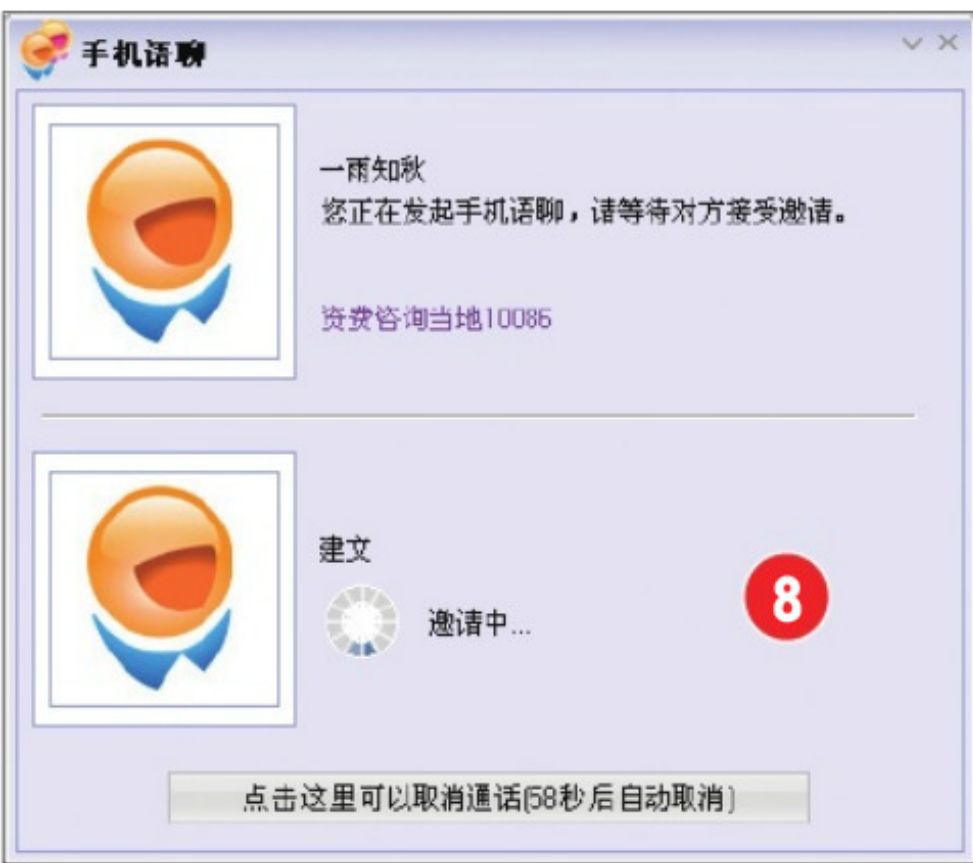 手机语聊
一雨知秋
您正在发起手机语聊，请等待对方接受邀请。
资费咨询当地10086
建文
邀请中...
8
点击这里可以取消通话(58秒后自动取消)